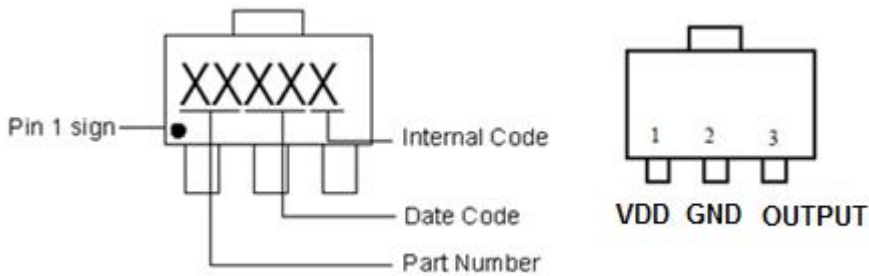 XXXXX
Pin 1 sign
Internal Code
Date Code
Part Number
1 2 3
VDD GND OUTPUT